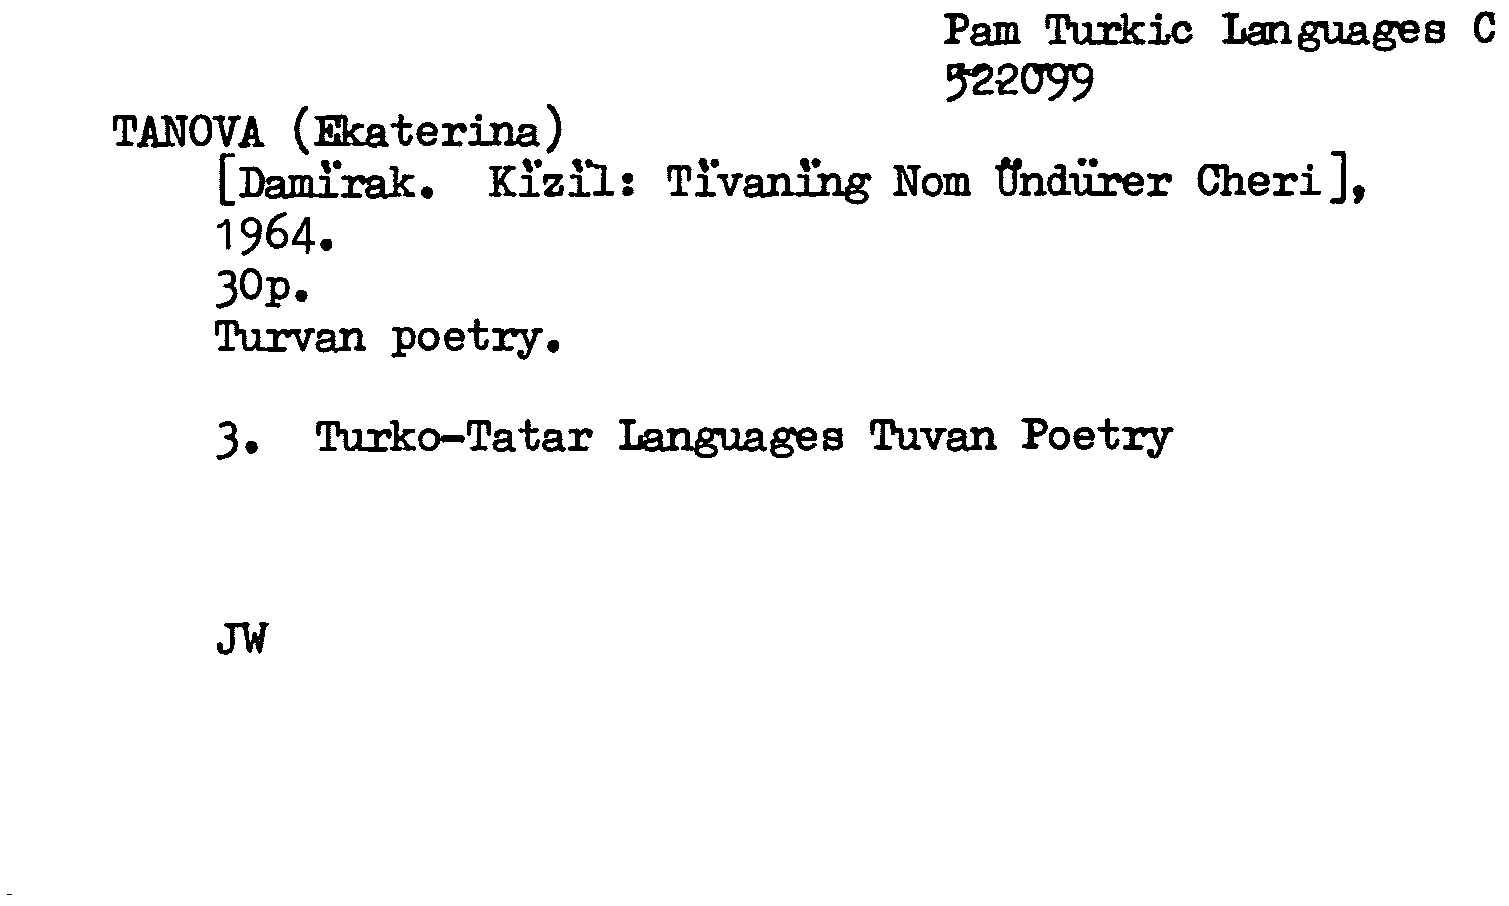 Pam Turkic Languages C
522099
TANOVA (Ekaterina)
[Damïrak. Kïzïl: Tïvanïng Nom Ündürer Cheri],
1964.
30p.
Turvan poetry.
3. Turko-Tatar Languages Tuvan Poetry
JW